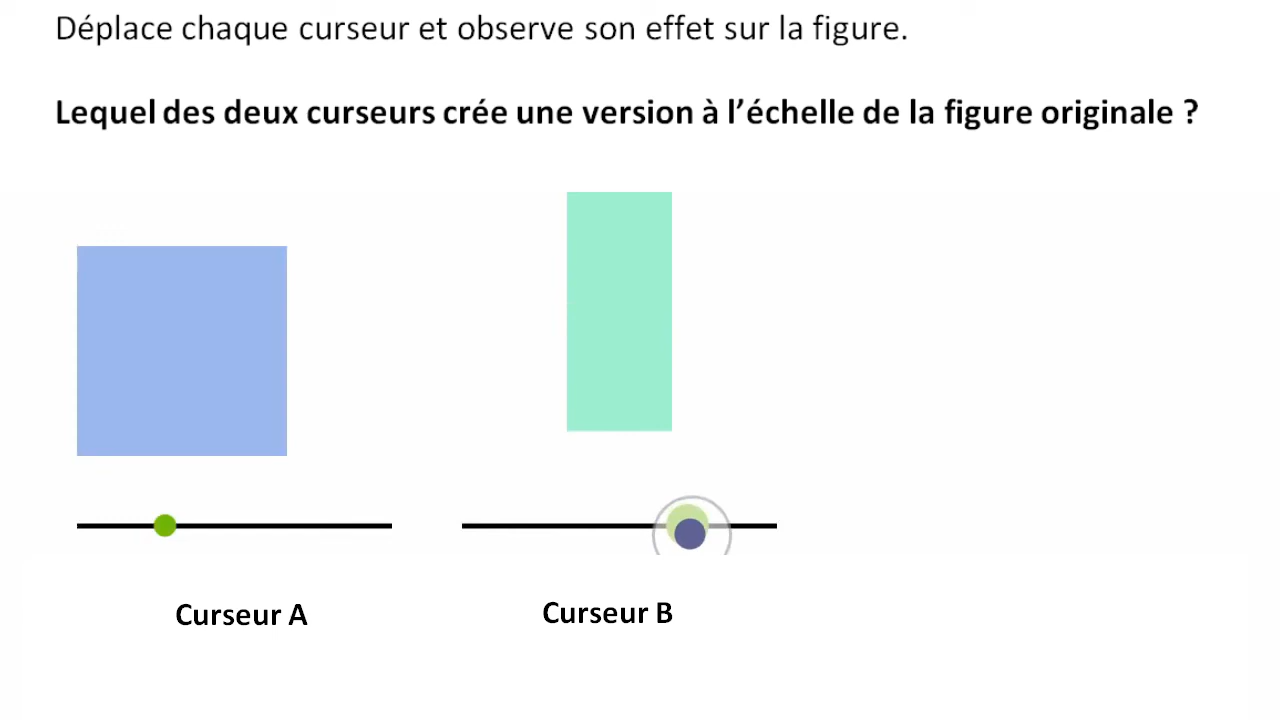 Déplace chaque curseur et observe son effet sur la figure.
Lequel des deux curseurs crée une version à l’échelle de la figure originale ?
Curseur A
Curseur B